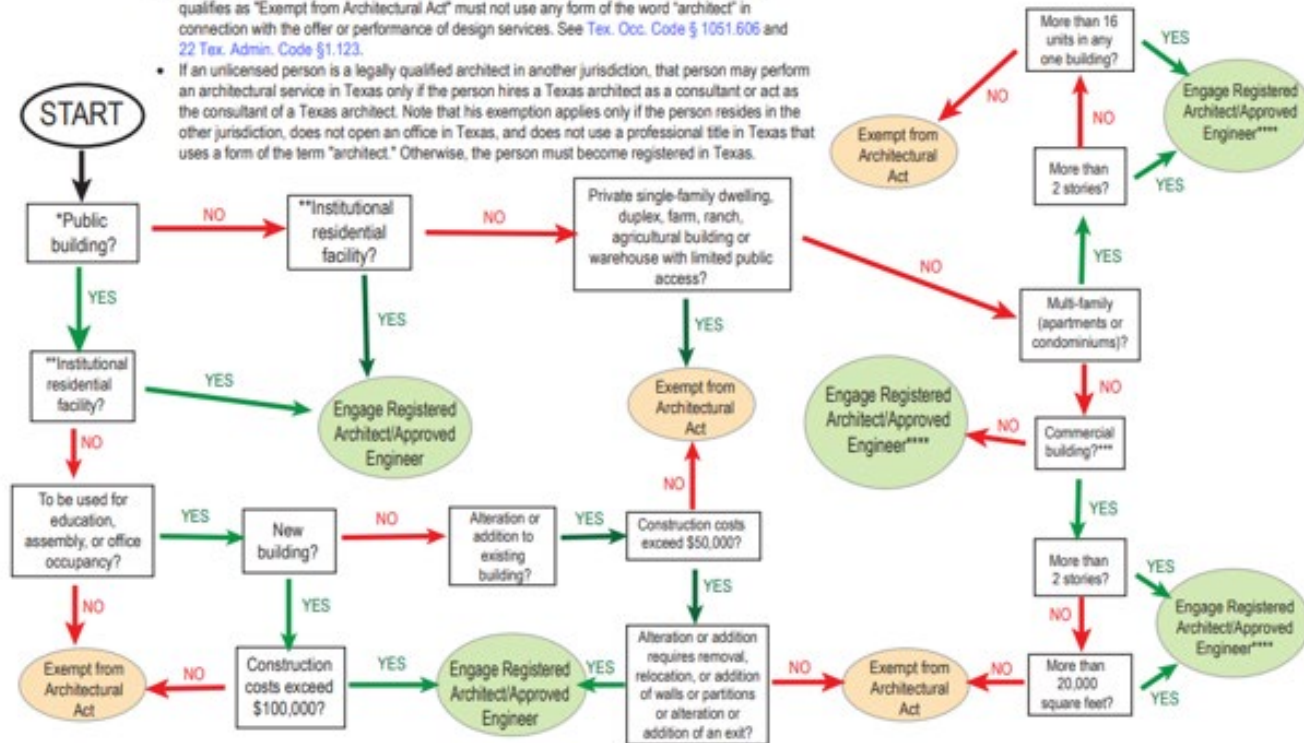 qualifies as "Exempt from Architectural Act" must not use any form of the word "architect" in
connection with the offer or performance of design services. See Tex. Occ. Code § 1051.606 and
22 Tex. Admin. Code §1.123.
• If an unlicensed person is a legally qualified architect in another jurisdiction, that person may perform
an architectural service in Texas only if the person hires a Texas architect as a consultant or act as
the consultant of a Texas architect. Note that his exemption applies only if the person resides in the
other jurisdiction, does not open an office in Texas, and does not use a professional title in Texas that
uses a form of the term "architect." Otherwise, the person must become registered in Texas.
START
*Public
building?
NO
**Institutional
residential
facility?
NO
Private single-family dwelling,
duplex, farm, ranch,
agricultural building or
warehouse with limited public
access?
NO
YES
YES
YES
**Institutional
residential
facility?
YES
Engage Registered
Architect/Approved
Engineer
Exempt from
Architectural
Act
NO
NO
To be used for
education,
assembly, or office
occupancy?
YES
New
building?
NO
Alteration or
addition to
existing
building?
YES
Construction costs
exceed $50,000?
NO
YES
YES
Exempt from
Architectural
Act
NO
Construction
costs exceed
$100,000?
YES
Engage Registered
Architect/Approved
Engineer
YES
Alteration or addition
requires removal,
relocation, or addition
of walls or partitions
or alteration or
addition of an exit?
NO
Exempt from
Architectural
Act
NO
More than
20,000
square feet?
YES
More than 16
units in any
one building?
YES
Engage Registered
Architect/Approved
Engineer****
NO
Exempt from
Architectural
Act
NO
More than
2 stories?
YES
YES
Multi-family
(apartments or
condominiums)?
NO
Engage Registered
Architect/Approved
Engineer****
NO
Commercial
building?***
YES
More than
2 stories?
YES
NO
Engage Registered
Architect/Approved
Engineer****